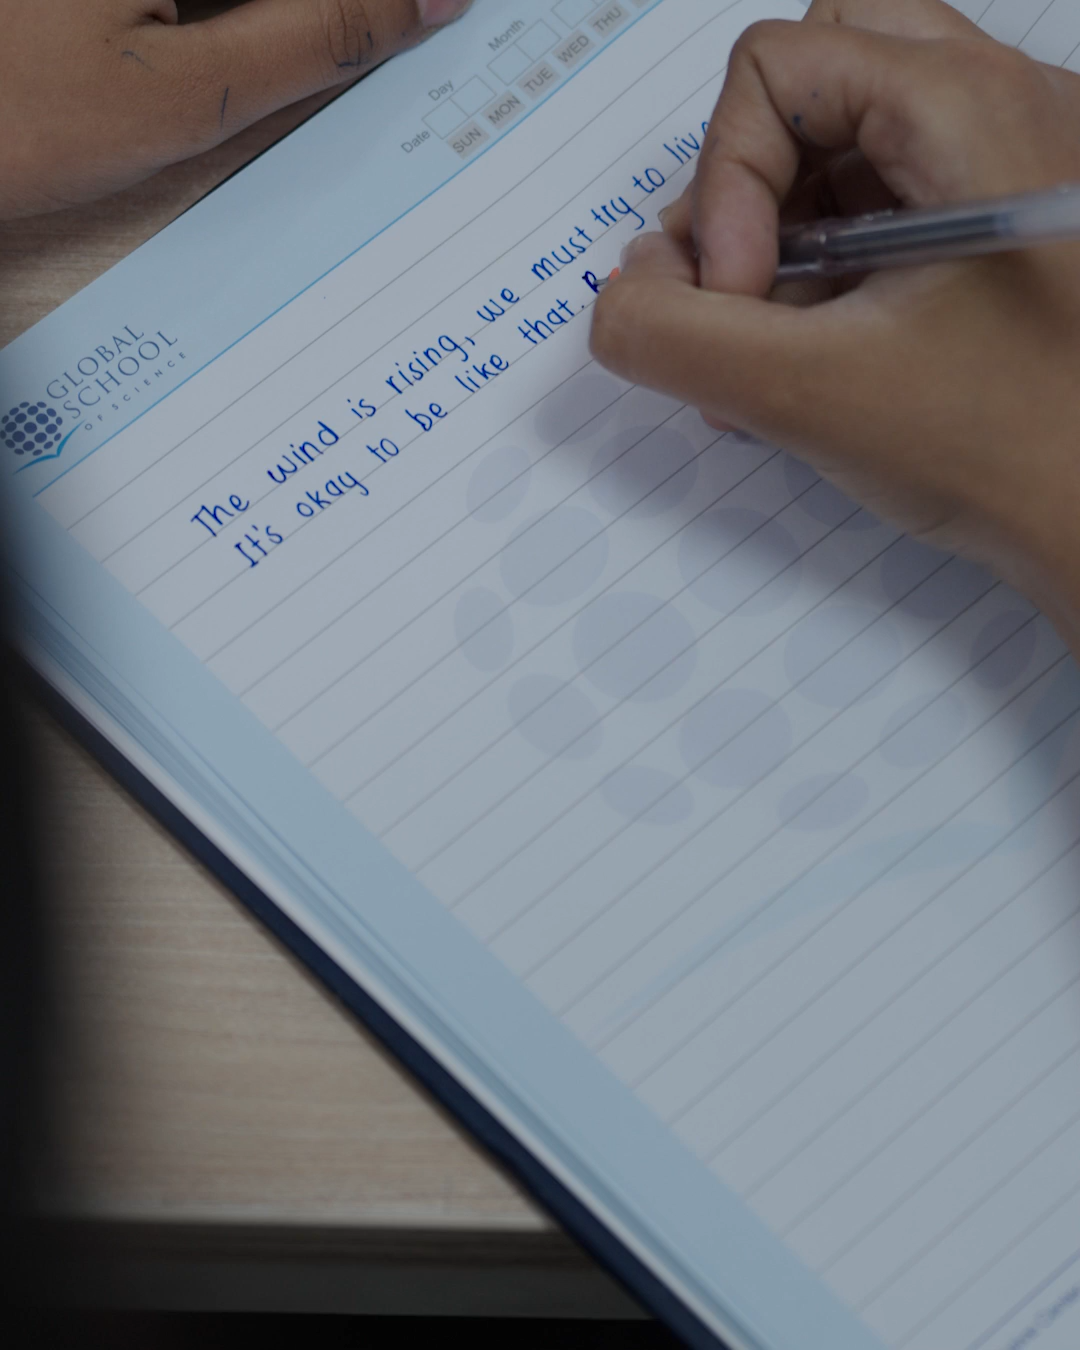 Date Day Month
SUN MON TUE WED THU
GLOBAL
SCHOOL
OF SCIENCE
The wind is rising, we must try to live
It's okay to be like that.